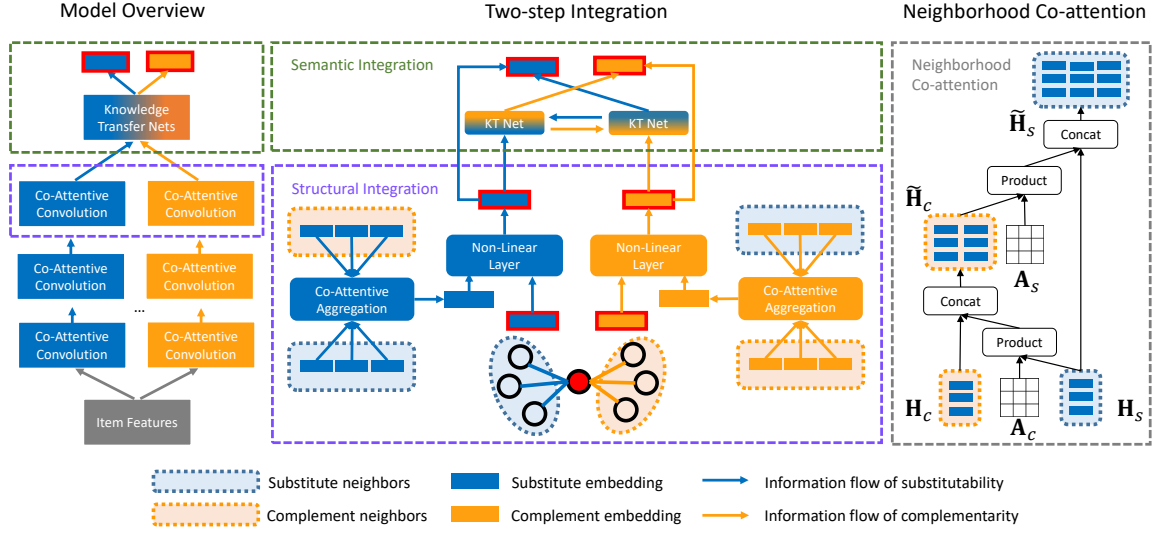 Model Overview
Two-step Integration
Neighborhood Co-attention
Knowledge
Transfer Nets
Co-Attentive
Convolution
Co-Attentive
Convolution
Co-Attentive
Convolution
Co-Attentive
Convolution
...
Co-Attentive
Convolution
Co-Attentive
Convolution
Item Features
Semantic Integration
KT Net
KT Net
Structural Integration
Non-Linear
Layer
Non-Linear
Layer
Co-Attentive
Aggregation
Co-Attentive
Aggregation
Neighborhood
Co-attention
H̃s
Concat
Product
H̃c
As
Concat
Product
Hc
Ac
Hs
Substitute neighbors
Substitute embedding
Information flow of substitutability
Complement neighbors
Complement embedding
Information flow of complementarity